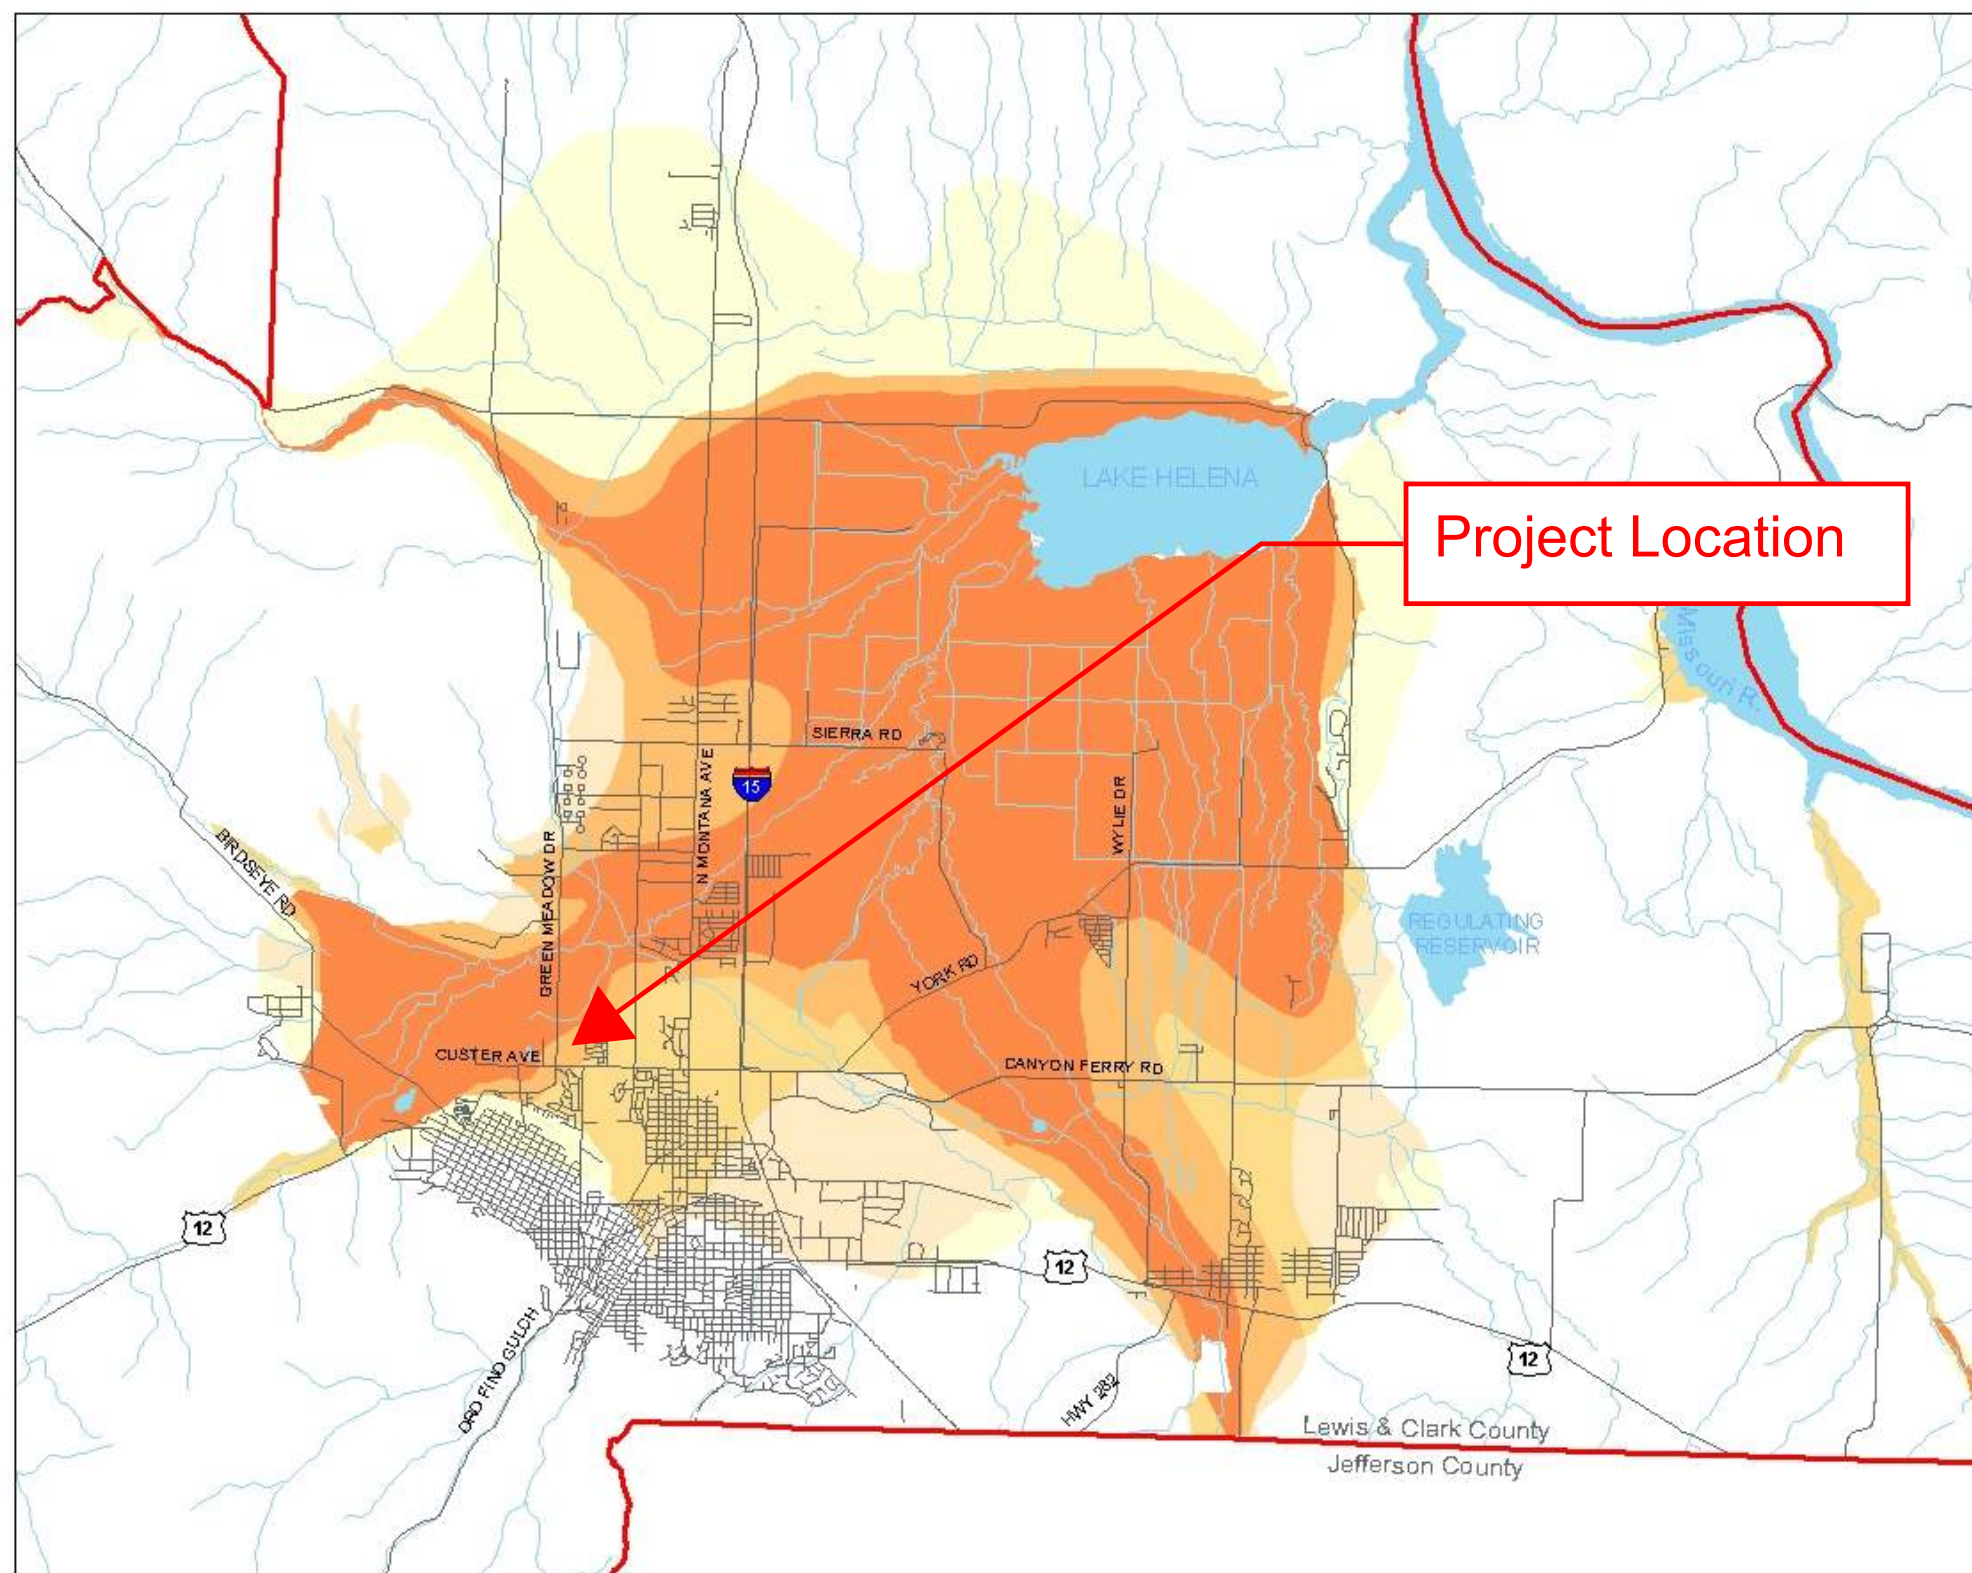 LAKE HELENA
Project Location
Missouri R.
SIERRA RD
N MONTANA AVE
15
WYLIE DR
BIRDSEYE RD
GREEN MEADOW DR
REGULATING
RESERVOIR
YORK RD
CUSTER AVE
CANYON FERRY RD
12
12
12
ORO FINO GULCH
HWY 282
Lewis & Clark County
Jefferson County